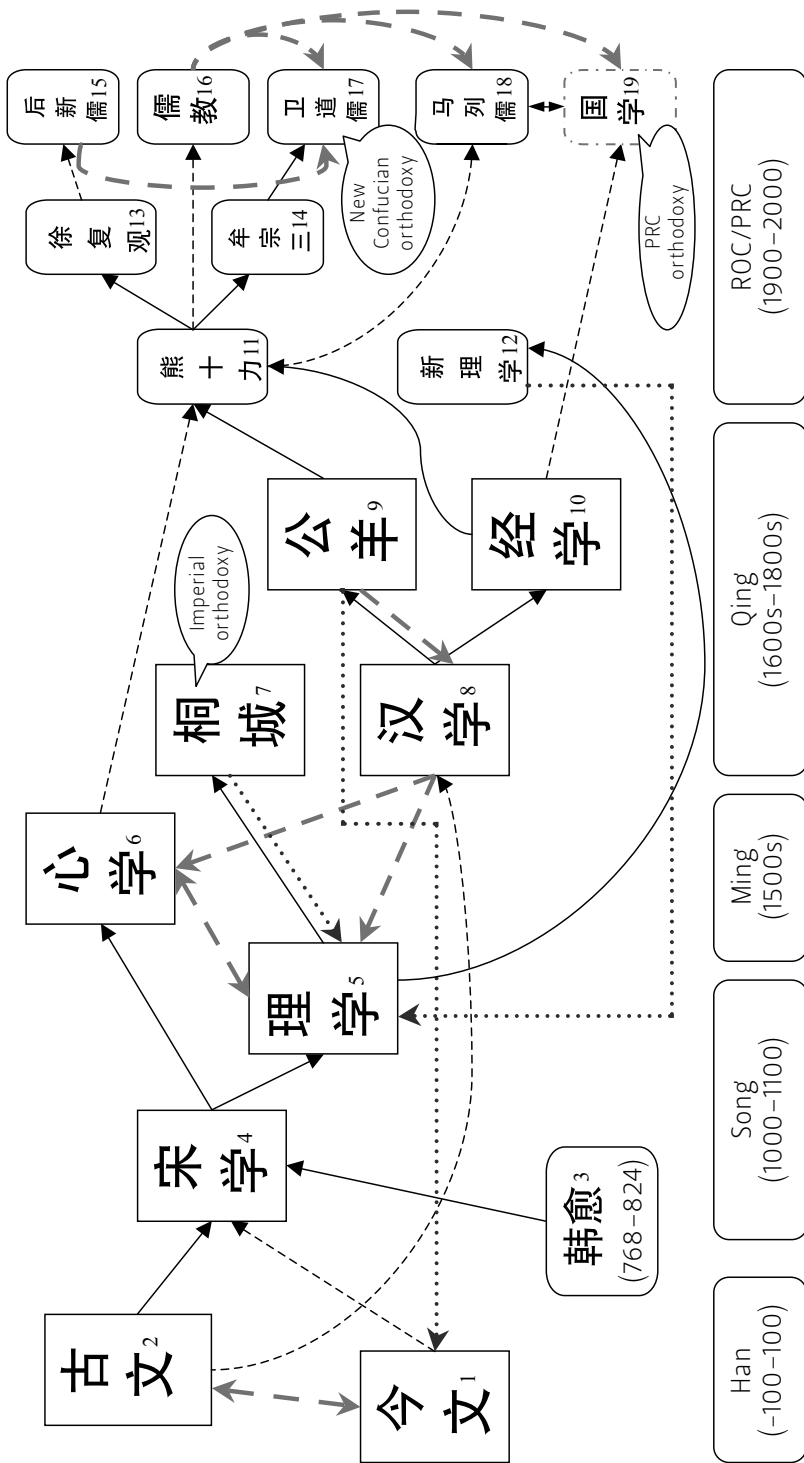 古
文2
今
文1
韩愈3
(768–824)
宋
学4
理
学5
心
学6
桐
城7
Imperial
orthodoxy
汉
学8
公
羊9
经
学10
熊
十
力11
新
理
学12
徐
复
观13
牟
宗
三14
后
新
儒15
儒
教16
卫
道
儒17
New
Confucian
orthodoxy
马
列
儒18
国
学19
PRC
orthodoxy
Han
(-100–100)
Song
(1000–1100)
Ming
(1500s)
Qing
(1600s–1800s)
ROC/PRC
(1900–2000)